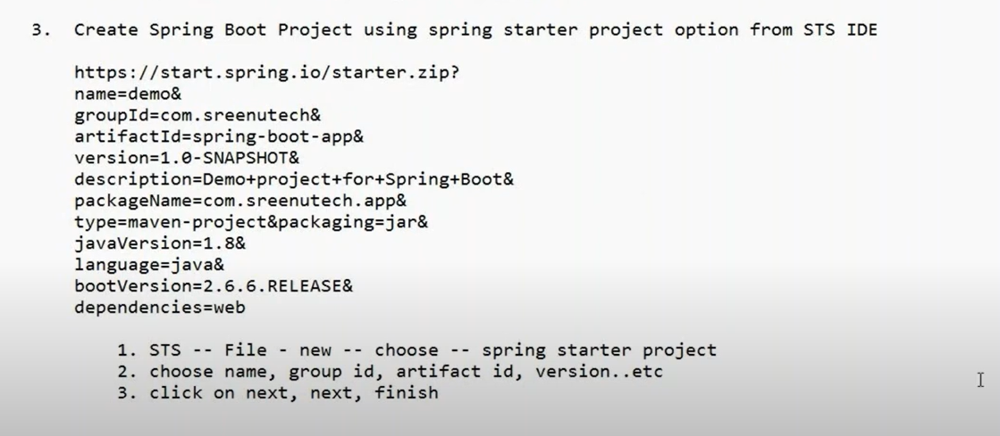 3. Create Spring Boot Project using spring starter project option from STS IDE
https://start.spring.io/starter.zip?
name=demo&
groupId=com.sreenutech&
artifactId=spring-boot-app&
version=1.0-SNAPSHOT&
description=Demo+project+for+Spring+Boot&
packageName=com.sreenutech.app&
type=maven-project&packaging=jar&
javaVersion=1.8&
language=java&
bootVersion=2.6.6.RELEASE&
dependencies=web
1. STS -- File - new -- choose -- spring starter project
2. choose name, group id, artifact id, version..etc
3. click on next, next, finish